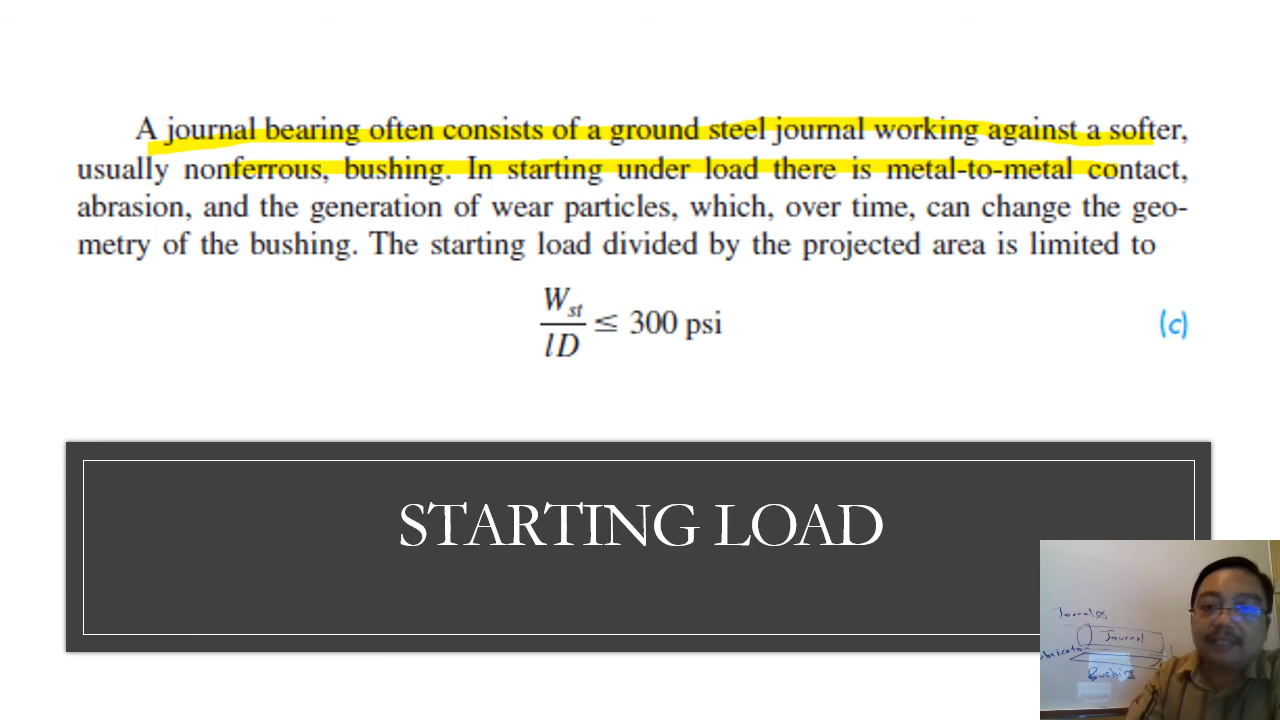 A journal bearing often consists of a ground steel journal working against a softer,
usually nonferrous, bushing. In starting under load there is metal-to-metal contact,
abrasion, and the generation of wear particles, which, over time, can change the geo-
metry of the bushing. The starting load divided by the projected area is limited to
W_st / lD ≤ 300 psi (c)
STARTING LOAD
Journal
Bushing